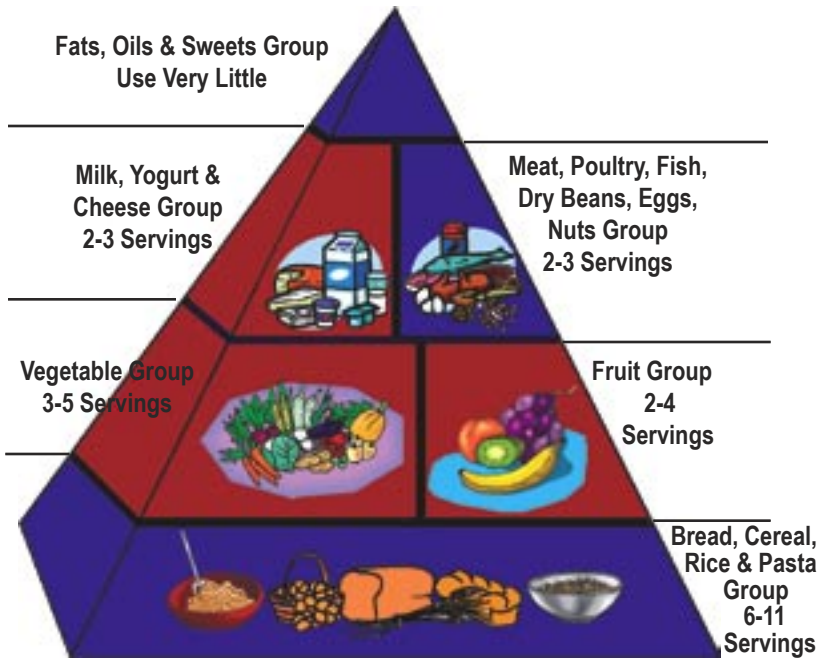 Fats, Oils & Sweets Group
Use Very Little
Milk, Yogurt &
Cheese Group
2-3 Servings
Meat, Poultry, Fish,
Dry Beans, Eggs,
Nuts Group
2-3 Servings
Vegetable Group
3-5 Servings
Fruit Group
2-4
Servings
Bread, Cereal,
Rice & Pasta
Group
6-11
Servings